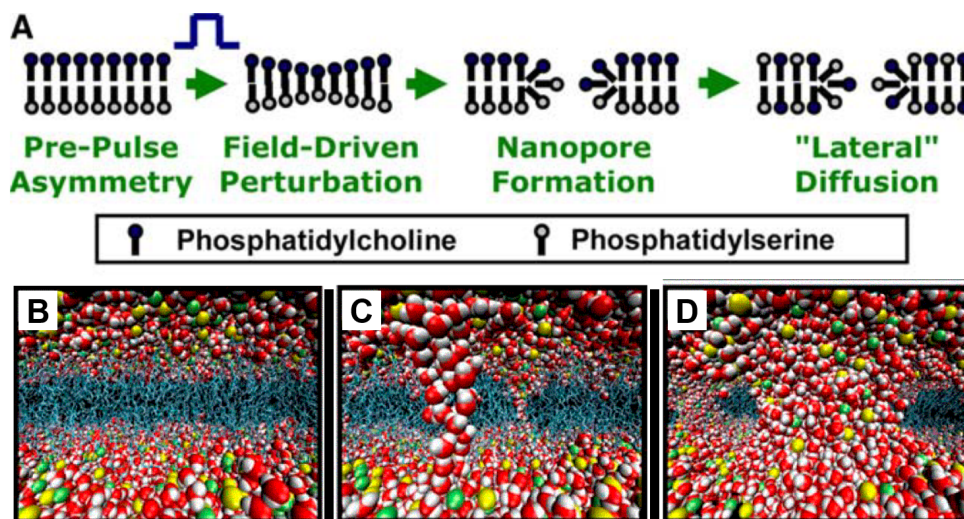 A
Pre-Pulse
Asymmetry
Field-Driven
Perturbation
Nanopore
Formation
"Lateral"
Diffusion
Phosphatidylcholine
Phosphatidylserine
B
C
D